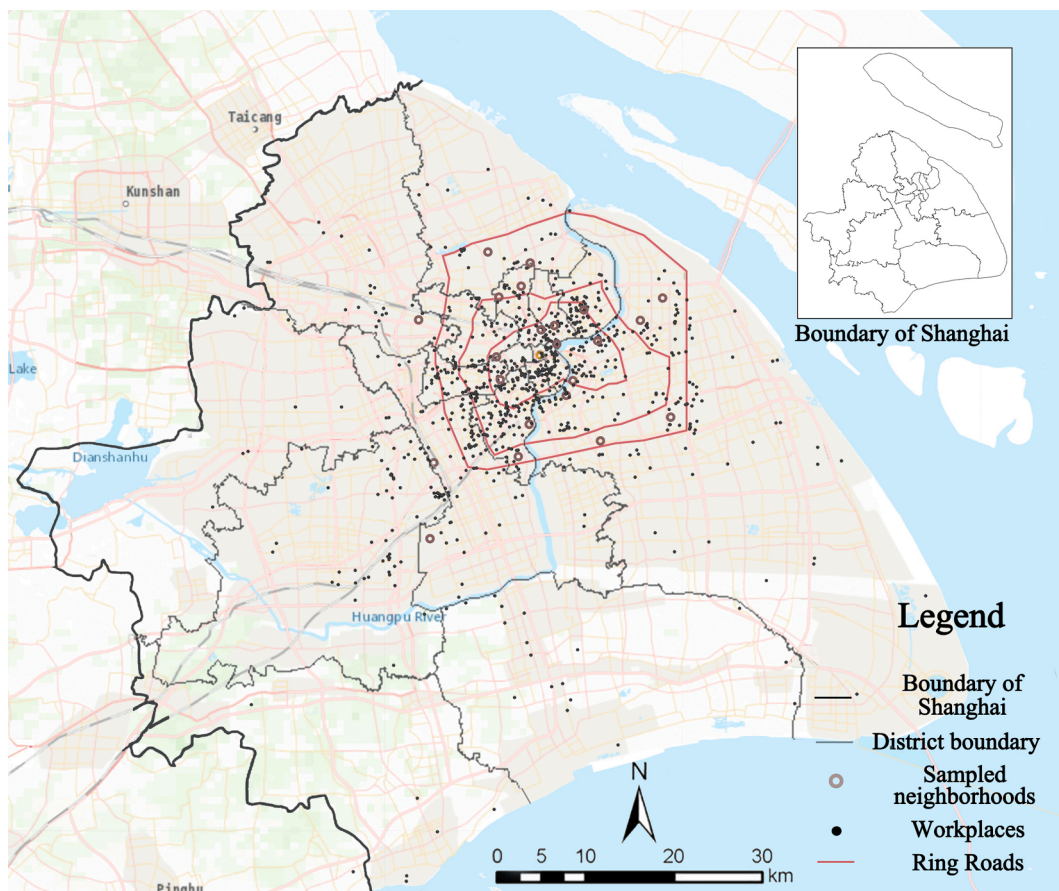 Taicang
Kunshan
Boundary of Shanghai
Lake
Dianshanhu
Huangpu River
Legend
Boundary of
Shanghai
District boundary
Sampled
neighborhoods
Workplaces
Ring Roads
N
0 5 10 20 30
km
Pinghu